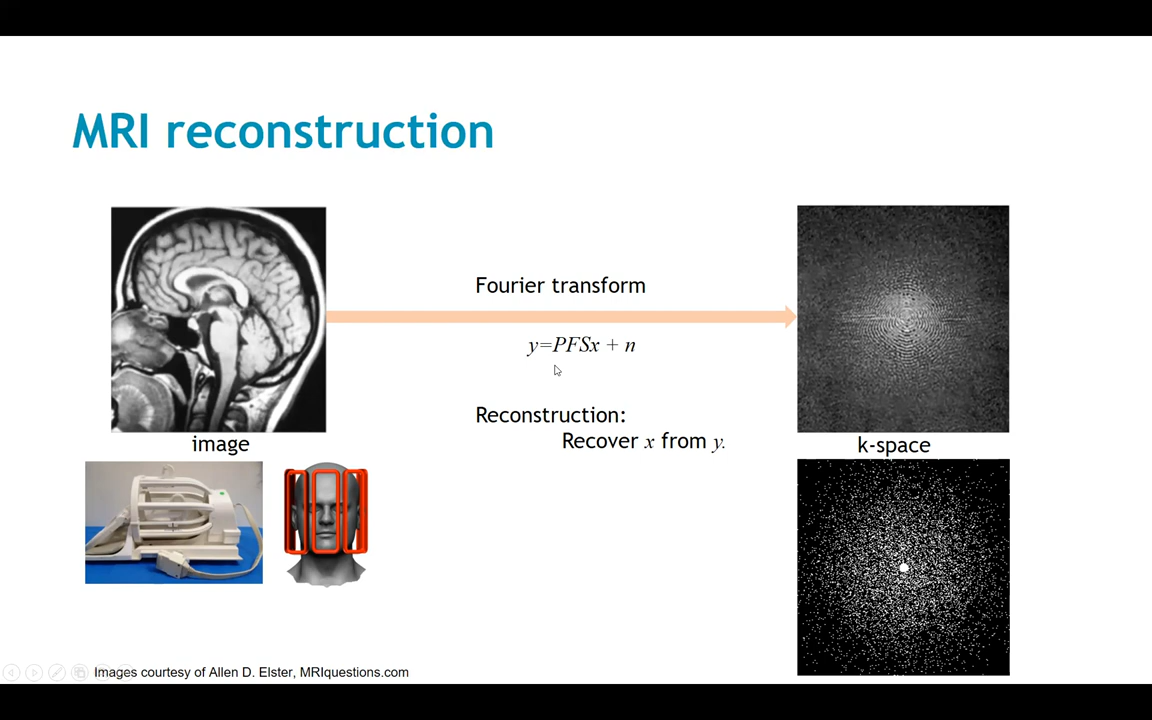 MRI reconstruction
Fourier transform
y=PFSx + n
Reconstruction:
Recover x from y.
image
k-space
Images courtesy of Allen D. Elster, MRIquestions.com